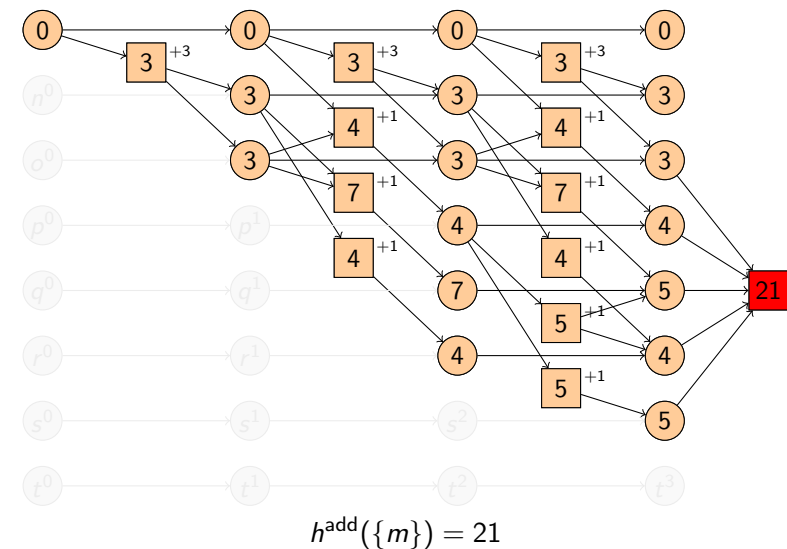 0 0 0 0
3 +3 3 +3 3 +3
n⁰ 3 3 3
4 +1 4 +1
o⁰ 3 3 3
7 +1 7 +1
p⁰ p¹ 4 4
4 +1 4 +1
q⁰ q¹ 7 5 21
5 +1
r⁰ r¹ 4 4
5 +1
s⁰ s¹ s² 5
t⁰ t¹ t² t³
hᵃᵈᵈ({m}) = 21